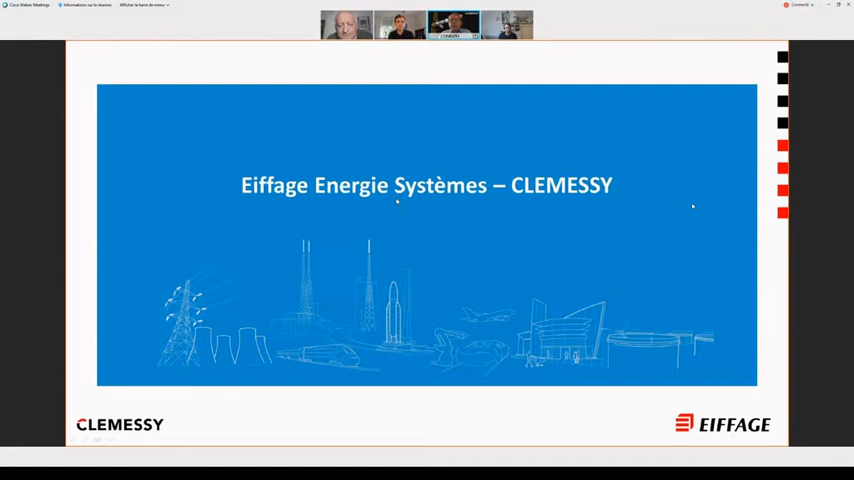 Cisco Webex Meetings
Informations sur la réunion
Afficher la barre de menu
Connecté
Eiffage Energie Systèmes – CLEMESSY
CLEMESSY
EIFFAGE